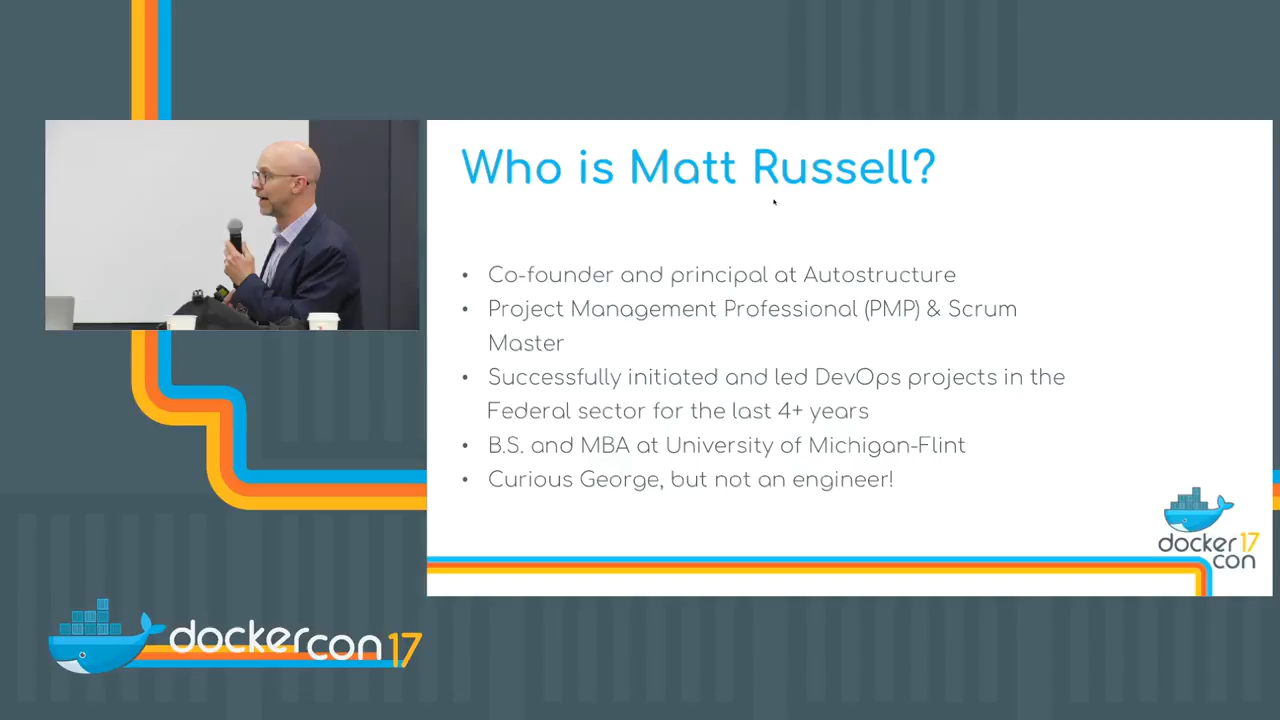 Who is Matt Russell?
• Co-founder and principal at Autostructure
• Project Management Professional (PMP) & Scrum
Master
• Successfully initiated and led DevOps projects in the
Federal sector for the last 4+ years
• B.S. and MBA at University of Michigan-Flint
• Curious George, but not an engineer!
docker 17
con
dockercon 17